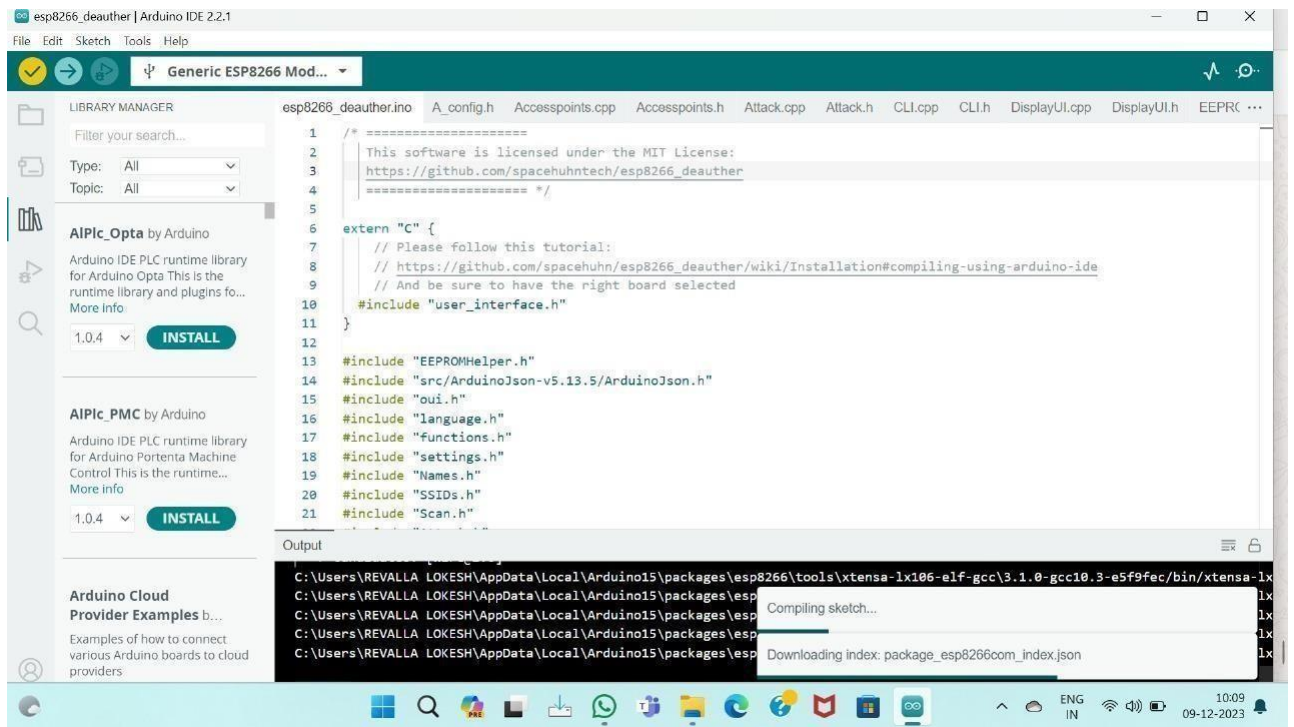 esp8266_deauther | Arduino IDE 2.2.1
File Edit Sketch Tools Help
Generic ESP8266 Mod...
LIBRARY MANAGER
Filter your search...
Type: All
Topic: All
AIPlc_Opta by Arduino
Arduino IDE PLC runtime library
for Arduino Opta This is the
runtime library and plugins fo...
More info
1.0.4 INSTALL
AIPlc_PMC by Arduino
Arduino IDE PLC runtime library
for Arduino Portenta Machine
Control This is the runtime...
More info
1.0.4 INSTALL
Arduino Cloud
Provider Examples b...
Examples of how to connect
various Arduino boards to cloud
providers
esp8266_deauther.ino A_config.h Accesspoints.cpp Accesspoints.h Attack.cpp Attack.h CLI.cpp CLI.h DisplayUI.cpp DisplayUI.h EEPR
1 /* =====================
2 This software is licensed under the MIT License:
3 https://github.com/spacehuhntech/esp8266_deauther
4 ===================== */
5
6 extern "C" {
7 // Please follow this tutorial:
8 // https://github.com/spacehuhn/esp8266_deauther/wiki/Installation#compiling-using-arduino-ide
9 // And be sure to have the right board selected
10 #include "user_interface.h"
11 }
12
13 #include "EEPROMHelper.h"
14 #include "src/ArduinoJson-v5.13.5/ArduinoJson.h"
15 #include "oui.h"
16 #include "language.h"
17 #include "functions.h"
18 #include "settings.h"
19 #include "Names.h"
20 #include "SSIDs.h"
21 #include "Scan.h"
Output
C:\Users\REVALLA LOKESH\AppData\Local\Arduino15\packages\esp8266\tools\xtensa-lx106-elf-gcc\3.1.0-gcc10.3-e5f9fec/bin/xtensa-lx
C:\Users\REVALLA LOKESH\AppData\Local\Arduino15\packages\esp lx
C:\Users\REVALLA LOKESH\AppData\Local\Arduino15\packages\esp lx
C:\Users\REVALLA LOKESH\AppData\Local\Arduino15\packages\esp lx
C:\Users\REVALLA LOKESH\AppData\Local\Arduino15\packages\esp lx
Compiling sketch...
Downloading index: package_esp8266com_index.json
PRE
ENG
IN
10:09
09-12-2023